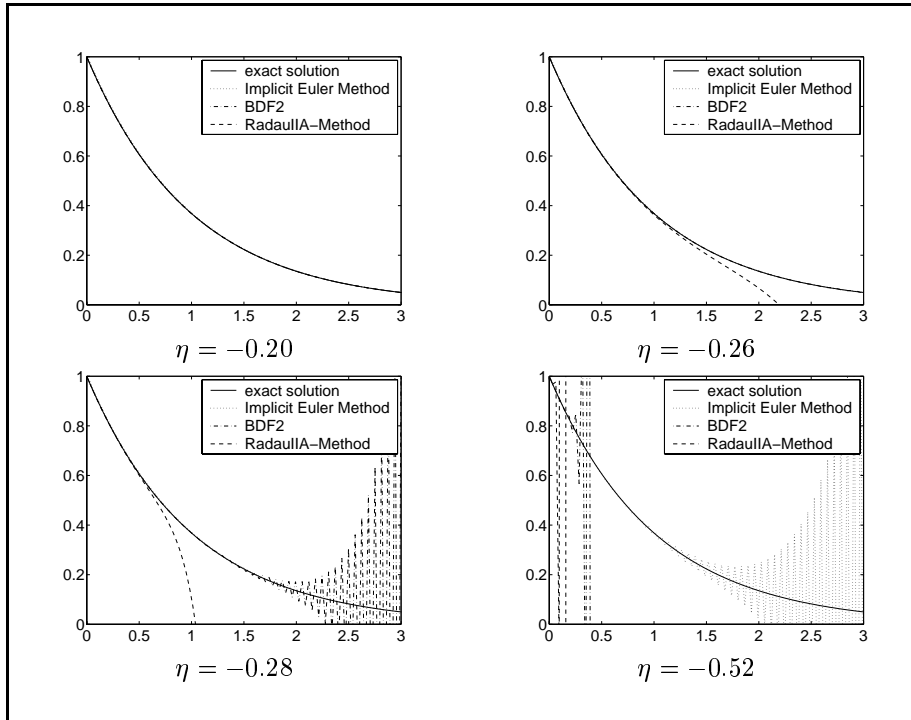 exact solution
Implicit Euler Method
BDF2
RadauIIA-Method
1
0.8
0.6
0.4
0.2
0
0 0.5 1 1.5 2 2.5 3
η = −0.20
exact solution
Implicit Euler Method
BDF2
RadauIIA-Method
1
0.8
0.6
0.4
0.2
0
0 0.5 1 1.5 2 2.5 3
η = −0.26
exact solution
Implicit Euler Method
BDF2
RadauIIA-Method
1
0.8
0.6
0.4
0.2
0
0 0.5 1 1.5 2 2.5 3
η = −0.28
exact solution
Implicit Euler Method
BDF2
RadauIIA-Method
1
0.8
0.6
0.4
0.2
0
0 0.5 1 1.5 2 2.5 3
η = −0.52